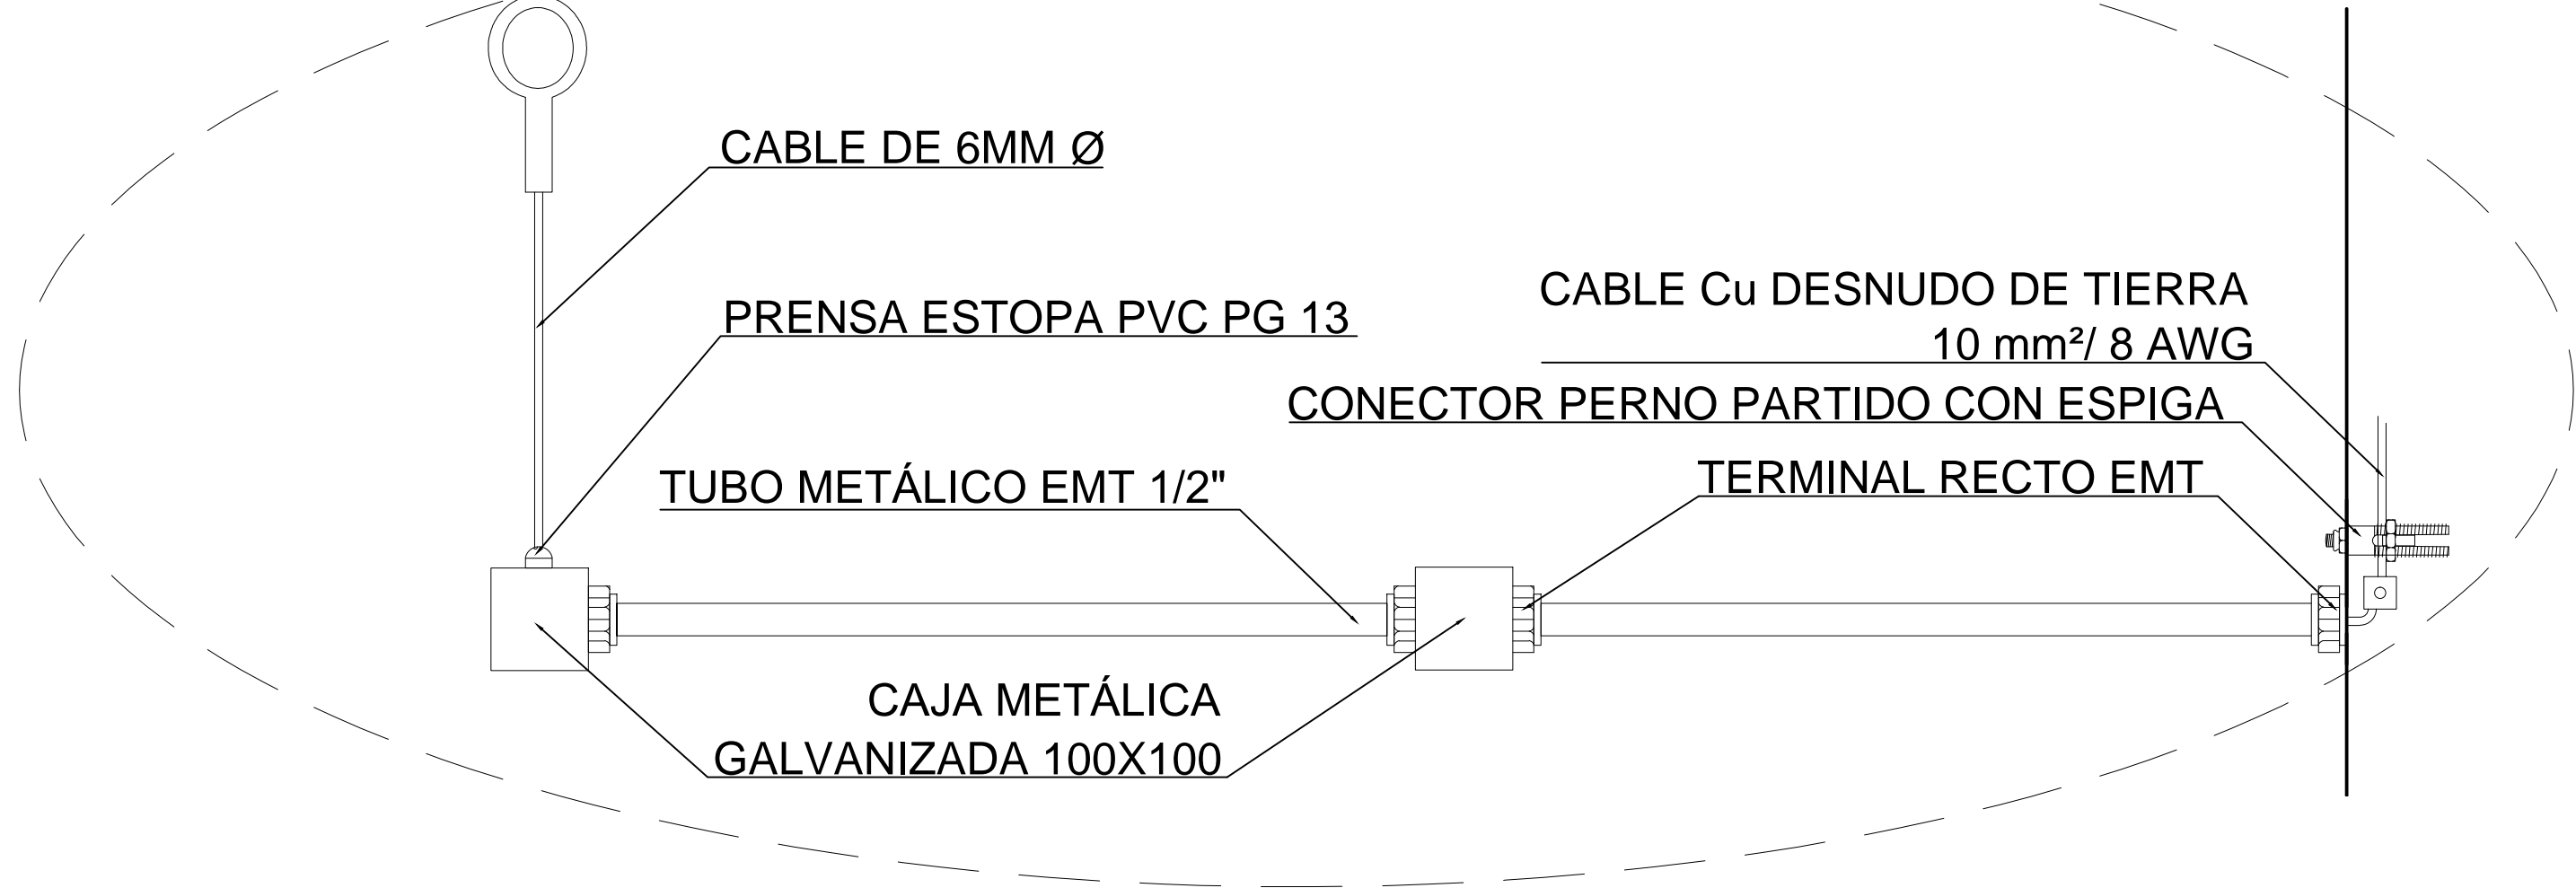 CABLE DE 6MM Ø
PRENSA ESTOPA PVC PG 13
CABLE Cu DESNUDO DE TIERRA
10 mm²/ 8 AWG
CONECTOR PERNO PARTIDO CON ESPIGA
TUBO METÁLICO EMT 1/2"
TERMINAL RECTO EMT
CAJA METÁLICA
GALVANIZADA 100X100